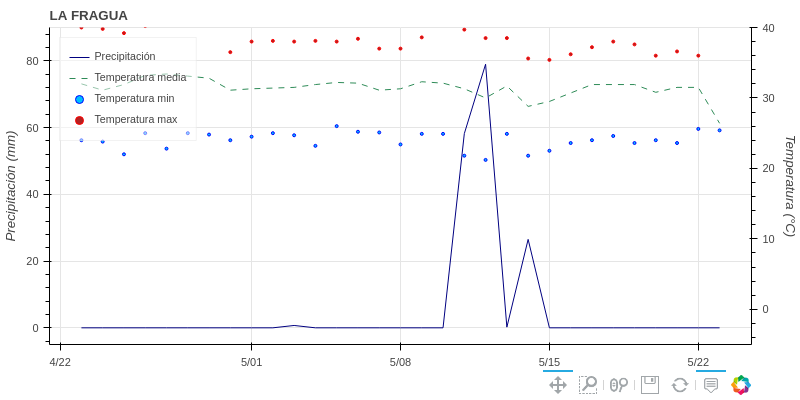 LA FRAGUA
Precipitación
Temperatura media
Temperatura min
Temperatura max
Precipitación (mm)
80
60
40
20
0
Temperatura (°C)
40
30
20
10
0
4/22
5/01
5/08
5/15
5/22